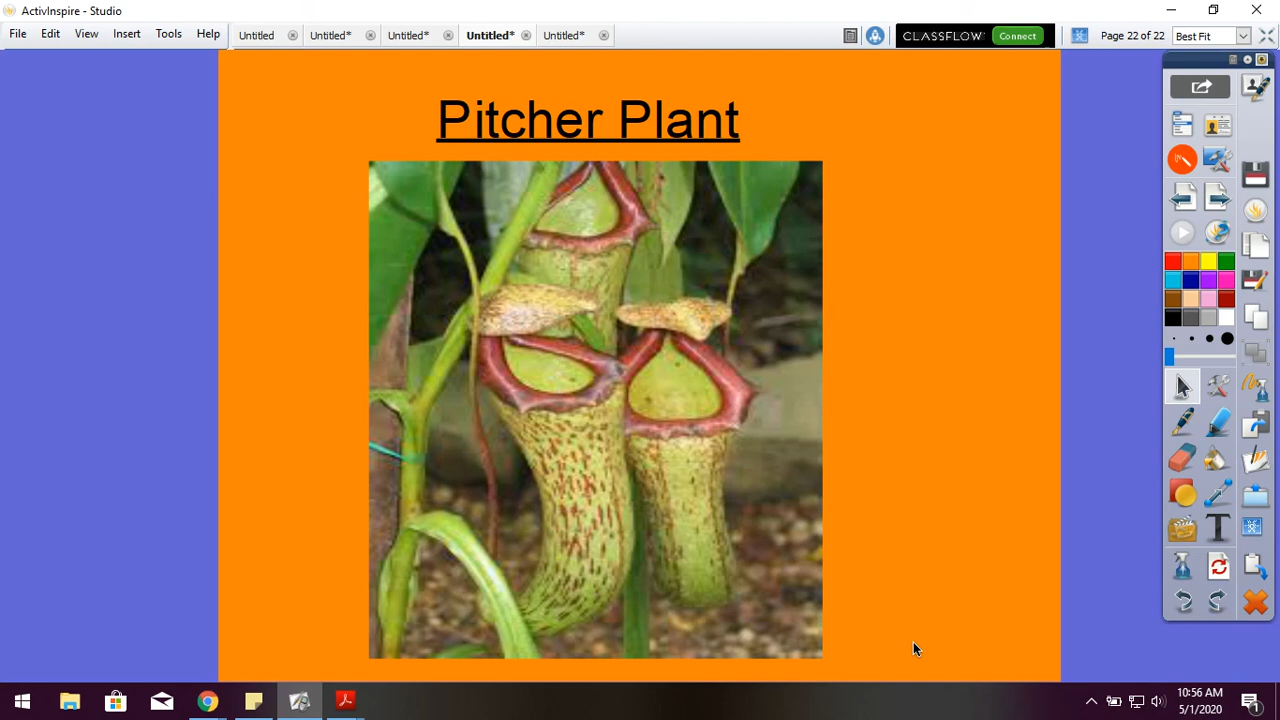 ActivInspire - Studio
File Edit View Insert Tools Help Untitled Untitled* Untitled* Untitled* Untitled* CLASSFLOW Connect Page 22 of 22 Best Fit
Pitcher Plant
10:56 AM
5/1/2020
1